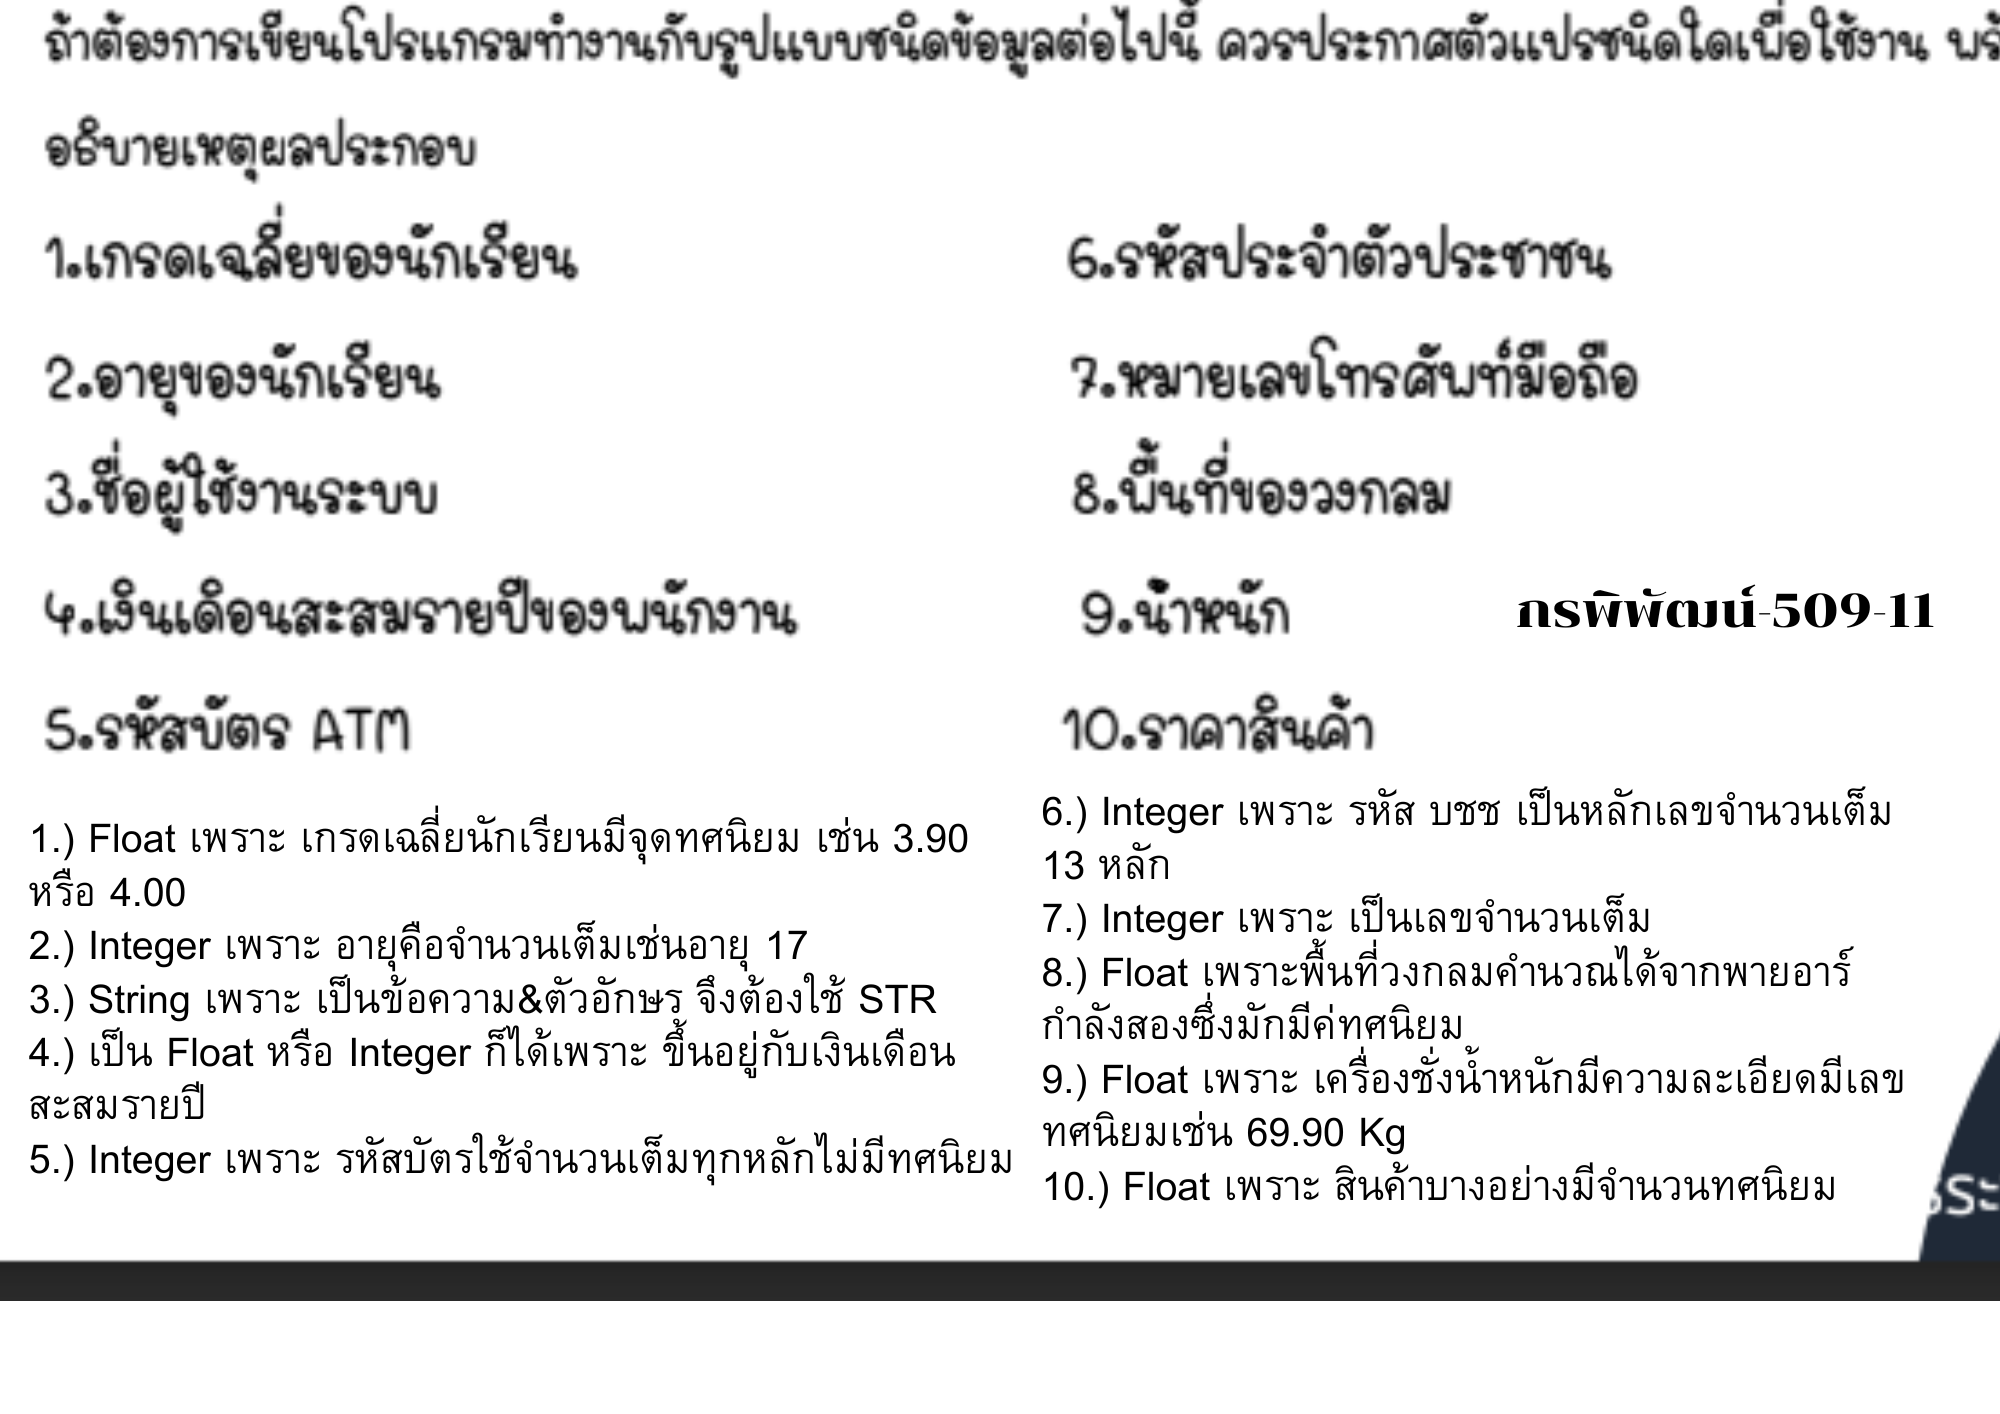 ถ้าต้องการเขียนโปรแกรมทำงานกับรูปแบบชนิดข้อมูลต่อไปนี้ ควรประกาศตัวแปรชนิดใดเพื่อใช้งาน
อธิบายเหตุผลประกอบ
1.เกรดเฉลี่ยของนักเรียน
2.อายุของนักเรียน
3.ชื่อผู้ใช้งานระบบ
4.เงินเดือนสะสมรายปีของพนักงาน
5.รหัสบัตร ATM
6.รหัสประจำตัวประชาชน
7.หมายเลขโทรศัพท์มือถือ
8.พื้นที่ของวงกลม
9.น้ำหนัก
กรพิพัฒน์-509-11
10.ราคาสินค้า
1.) Float เพราะ เกรดเฉลี่ยนักเรียนมีจุดทศนิยม เช่น 3.90
หรือ 4.00
2.) Integer เพราะ อายุคือจำนวนเต็มเช่นอายุ 17
3.) String เพราะ เป็นข้อความ&ตัวอักษร จึงต้องใช้ STR
4.) เป็น Float หรือ Integer ก็ได้เพราะ ขึ้นอยู่กับเงินเดือน
สะสมรายปี
5.) Integer เพราะ รหัสบัตรใช้จำนวนเต็มทุกหลักไม่มีทศนิยม
6.) Integer เพราะ รหัส บชช เป็นหลักเลขจำนวนเต็ม
13 หลัก
7.) Integer เพราะ เป็นเลขจำนวนเต็ม
8.) Float เพราะพื้นที่วงกลมคำนวณได้จากพายอาร์
กำลังสองซึ่งมักมีค่ทศนิยม
9.) Float เพราะ เครื่องชั่งน้ำหนักมีความละเอียดมีเลข
ทศนิยมเช่น 69.90 Kg
10.) Float เพราะ สินค้าบางอย่างมีจำนวนทศนิยม